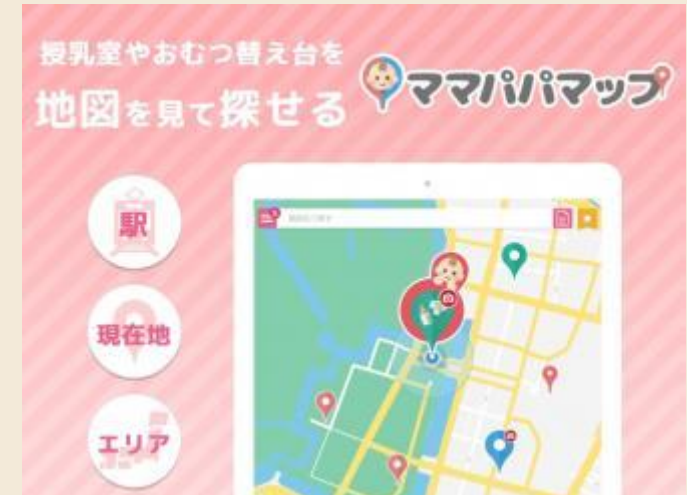 授乳室やおむつ替え台を
地図を見て探せる
ママパパマップ
駅
現在地
エリア